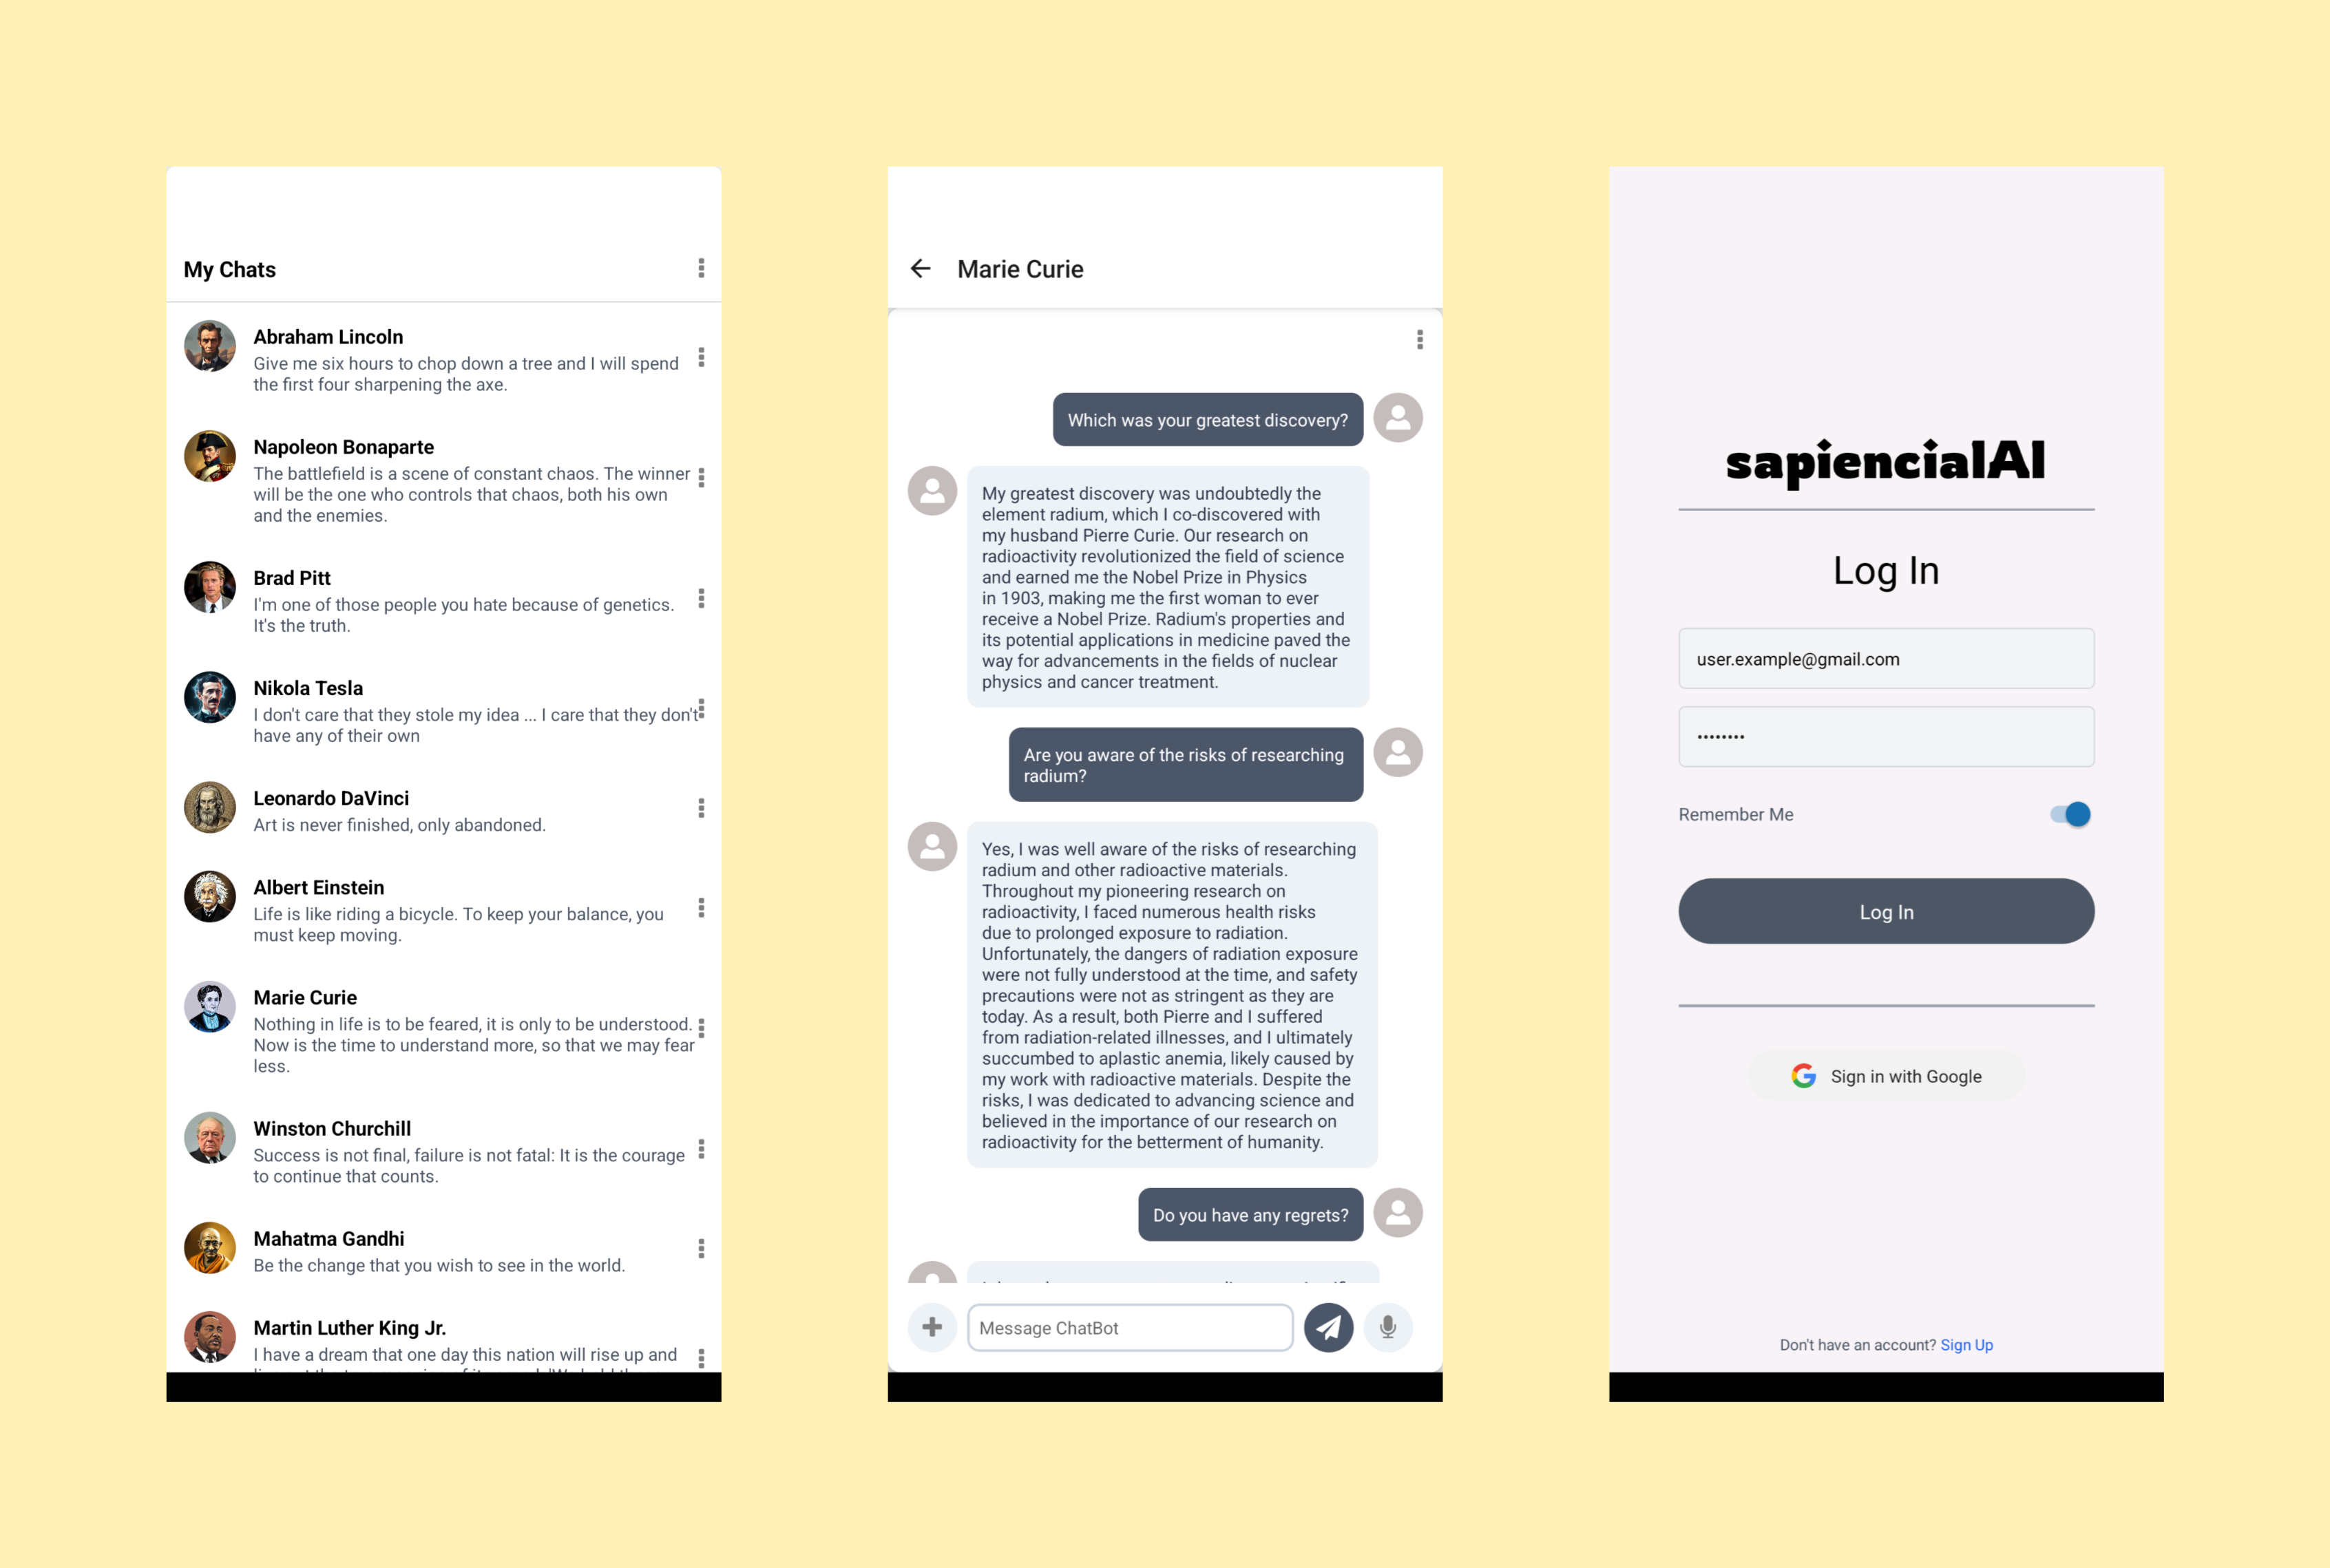 My Chats
Abraham Lincoln
Give me six hours to chop down a tree and I will spend
the first four sharpening the axe.
Napoleon Bonaparte
The battlefield is a scene of constant chaos. The winner
will be the one who controls that chaos, both his own
and the enemies.
Brad Pitt
I'm one of those people you hate because of genetics.
It's the truth.
Nikola Tesla
I don't care that they stole my idea ... I care that they don't
have any of their own
Leonardo DaVinci
Art is never finished, only abandoned.
Albert Einstein
Life is like riding a bicycle. To keep your balance, you
must keep moving.
Marie Curie
Nothing in life is to be feared, it is only to be understood.
Now is the time to understand more, so that we may fear
less.
Winston Churchill
Success is not final, failure is not fatal: It is the courage
to continue that counts.
Mahatma Gandhi
Be the change that you wish to see in the world.
Martin Luther King Jr.
I have a dream that one day this nation will rise up and
Marie Curie
Which was your greatest discovery?
My greatest discovery was undoubtedly the
element radium, which I co-discovered with
my husband Pierre Curie. Our research on
radioactivity revolutionized the field of science
and earned me the Nobel Prize in Physics
in 1903, making me the first woman to ever
receive a Nobel Prize. Radium's properties and
its potential applications in medicine paved the
way for advancements in the fields of nuclear
physics and cancer treatment.
Are you aware of the risks of researching
radium?
Yes, I was well aware of the risks of researching
radium and other radioactive materials.
Throughout my pioneering research on
radioactivity, I faced numerous health risks
due to prolonged exposure to radiation.
Unfortunately, the dangers of radiation exposure
were not fully understood at the time, and safety
precautions were not as stringent as they are
today. As a result, both Pierre and I suffered
from radiation-related illnesses, and I ultimately
succumbed to aplastic anemia, likely caused by
my work with radioactive materials. Despite the
risks, I was dedicated to advancing science and
believed in the importance of our research on
radioactivity for the betterment of humanity.
Do you have any regrets?
Message ChatBot
sapiencialAI
Log In
user.example@gmail.com
••••••••
Remember Me
Log In
Sign in with Google
Don't have an account? Sign Up